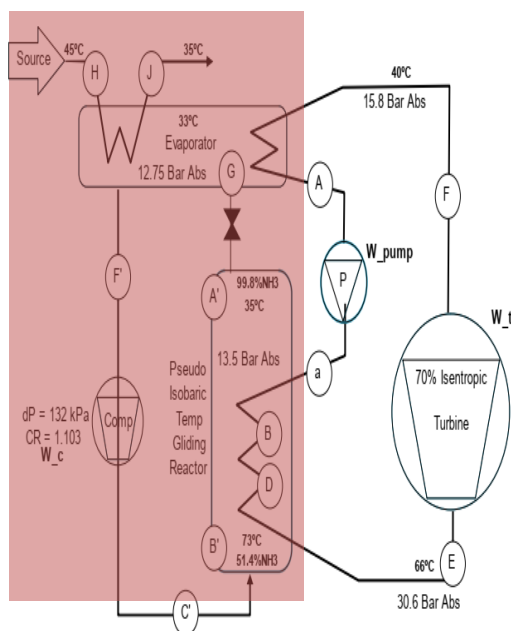 Source
45ºC
35ºC
H
J
33ºC
Evaporator
12.75 Bar Abs
G
40ºC
15.8 Bar Abs
A
F
W_pump
P
a
F'
99.8%NH3
A'
35ºC
13.5 Bar Abs
Pseudo
Isobaric
Temp
Gliding
Reactor
B
D
dP = 132 kPa
CR = 1.103
W_c
Comp
W_t
70% Isentropic
Turbine
B'
73ºC
51.4%NH3
66ºC
E
30.6 Bar Abs
C'